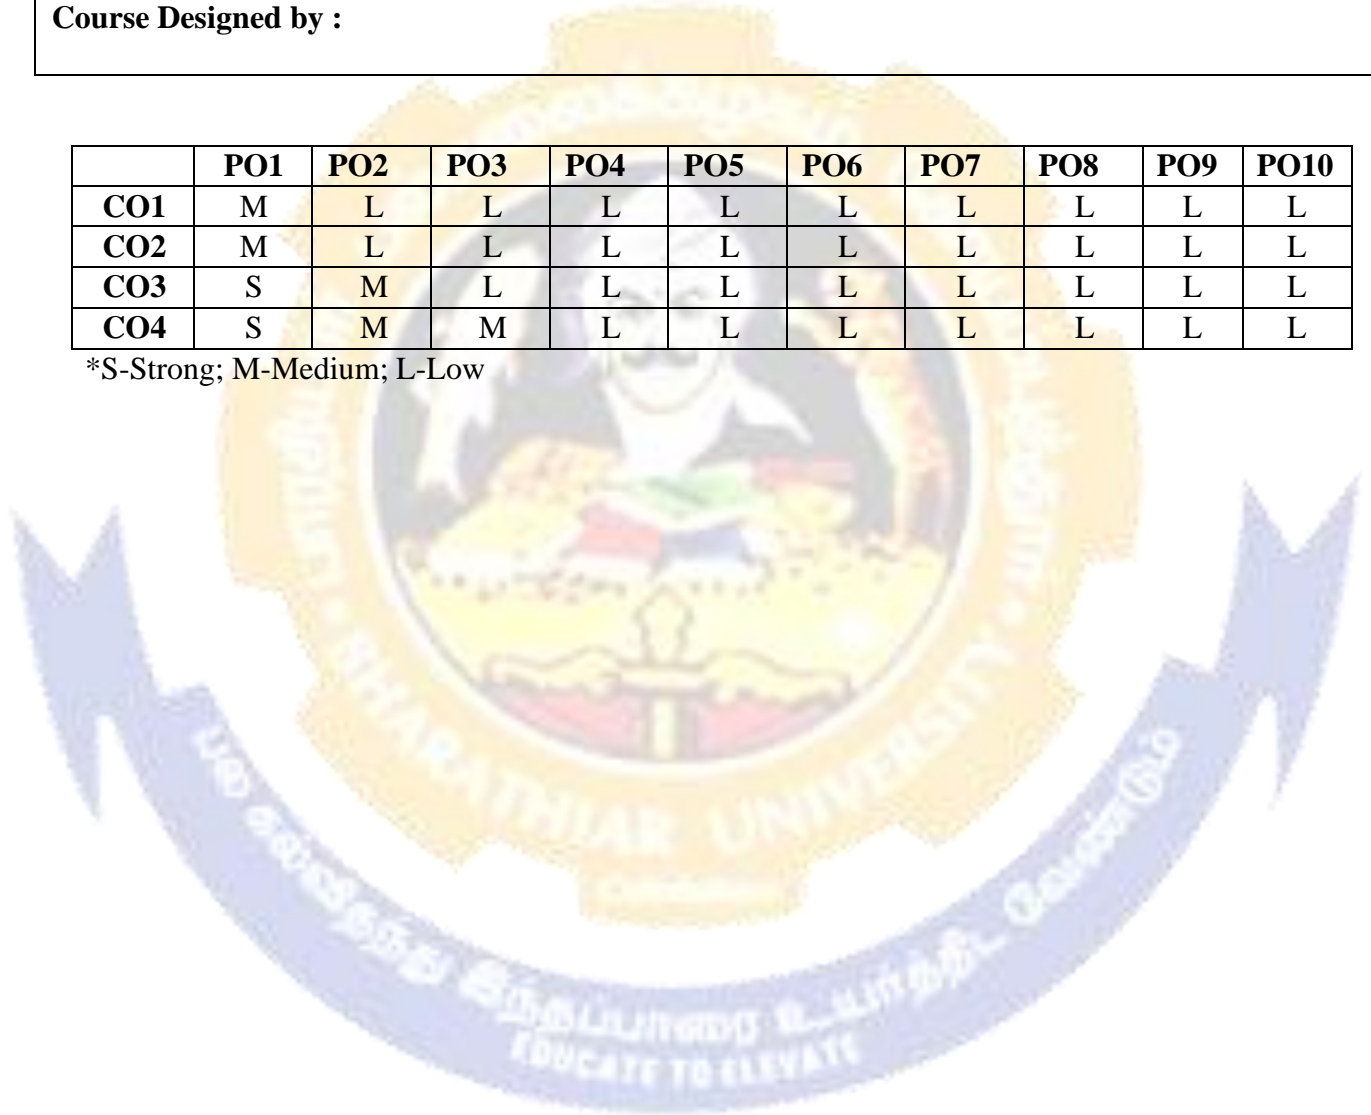 Course Designed by :
PO1 PO2 PO3 PO4 PO5 PO6 PO7 PO8 PO9 PO10
CO1 M L L L L L L L L L
CO2 M L L L L L L L L L
CO3 S M L L L L L L L L
CO4 S M M L L L L L L L
*S-Strong; M-Medium; L-Low
BHARATHIAR UNIVERSITY
EDUCATE TO ELEVATE